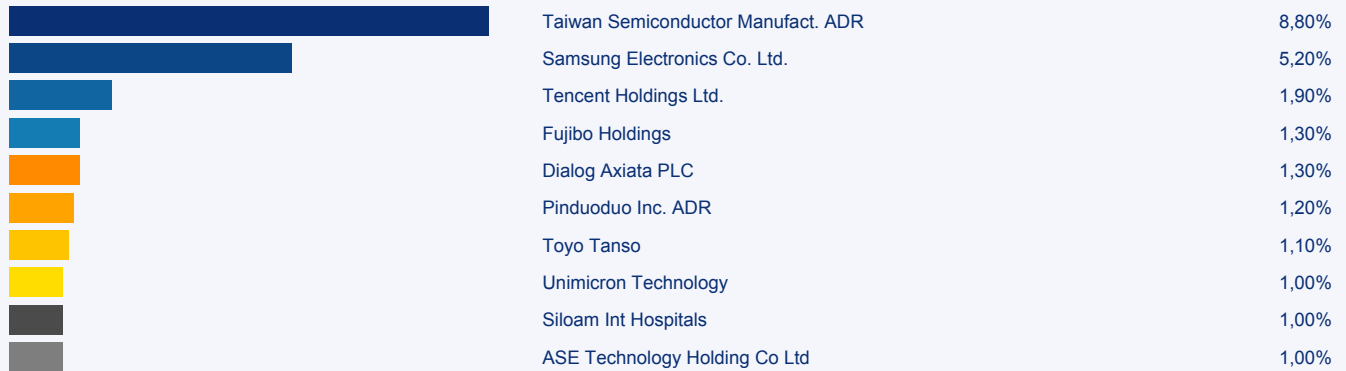 Taiwan Semiconductor Manufact. ADR 8,80%
Samsung Electronics Co. Ltd. 5,20%
Tencent Holdings Ltd. 1,90%
Fujibo Holdings 1,30%
Dialog Axiata PLC 1,30%
Pinduoduo Inc. ADR 1,20%
Toyo Tanso 1,10%
Unimicron Technology 1,00%
Siloam Int Hospitals 1,00%
ASE Technology Holding Co Ltd 1,00%